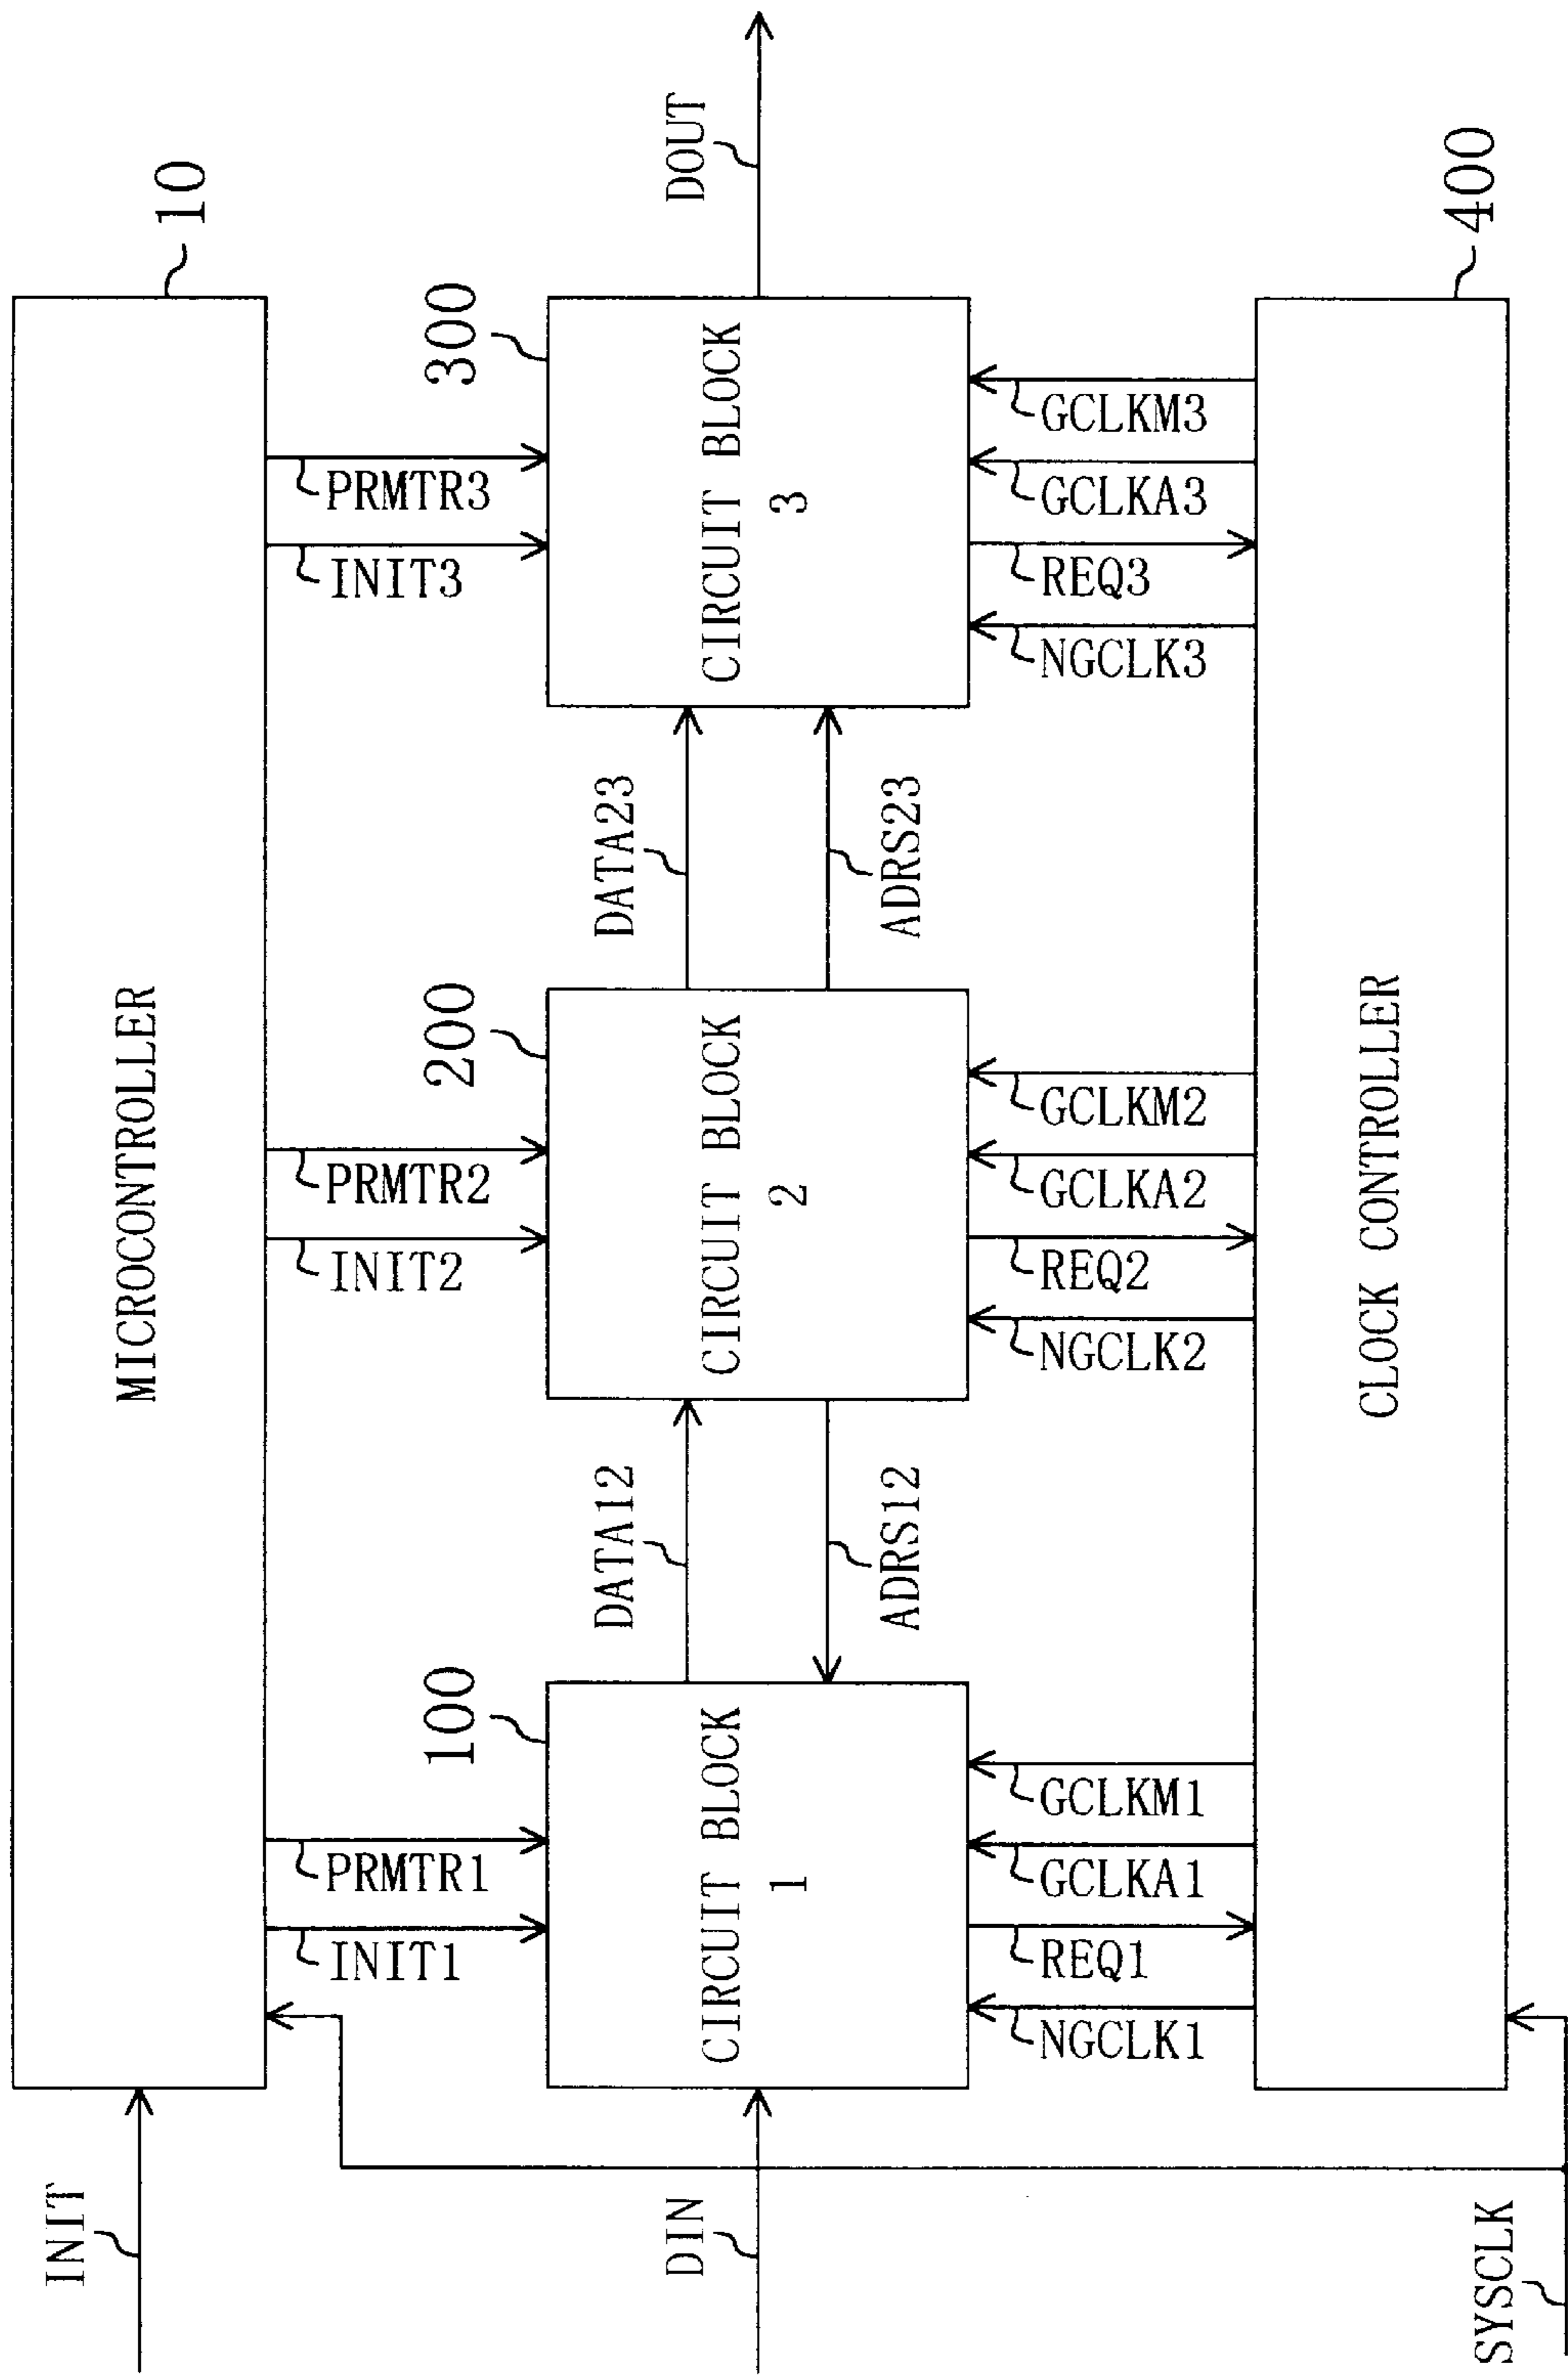 INIT
MICROCONTROLLER
10
INIT1
PRMTR1
INIT2
PRMTR2
INIT3
PRMTR3
100
200
300
DIN
CIRCUIT BLOCK
1
DATA12
ADRS12
CIRCUIT BLOCK
2
DATA23
ADRS23
CIRCUIT BLOCK
3
DOUT
NGCLK1
REQ1
GCLKA1
GCLKM1
NGCLK2
REQ2
GCLKA2
GCLKM2
NGCLK3
REQ3
GCLKA3
GCLKM3
CLOCK CONTROLLER
400
SYSCLK